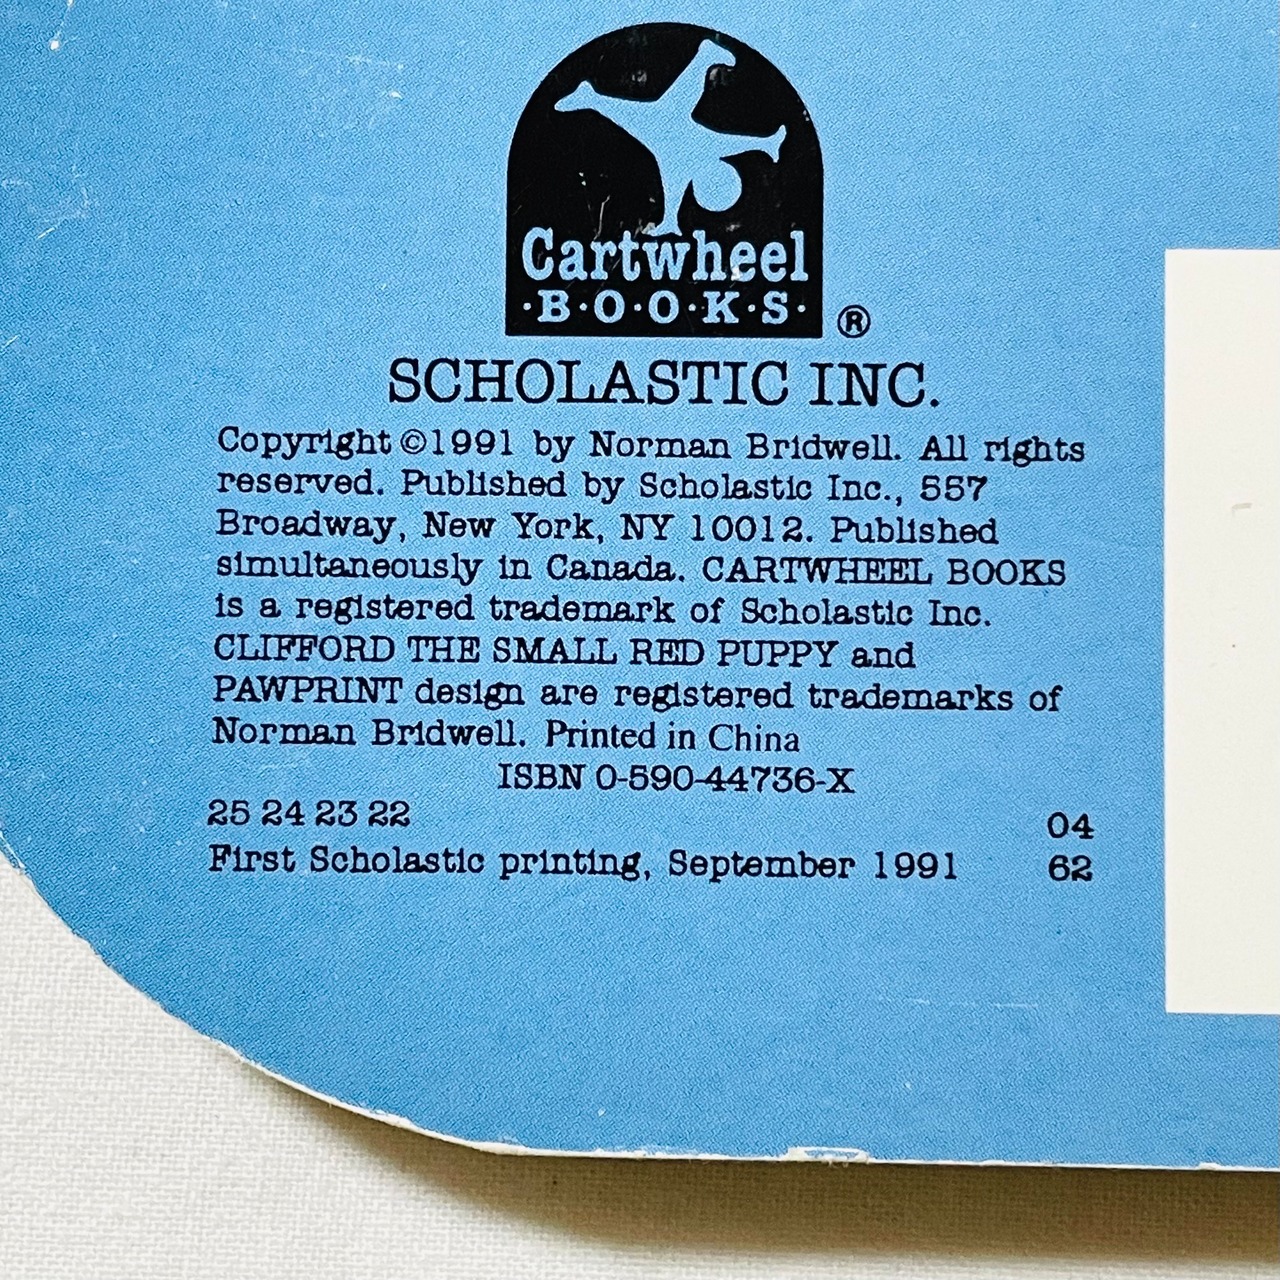 Cartwheel
·B·O·O·K·S·
®
SCHOLASTIC INC.
Copyright ©1991 by Norman Bridwell. All rights
reserved. Published by Scholastic Inc., 557
Broadway, New York, NY 10012. Published
simultaneously in Canada. CARTWHEEL BOOKS
is a registered trademark of Scholastic Inc.
CLIFFORD THE SMALL RED PUPPY and
PAWPRINT design are registered trademarks of
Norman Bridwell. Printed in China
ISBN 0-590-44736-X
25 24 23 22 04
First Scholastic printing, September 1991 62